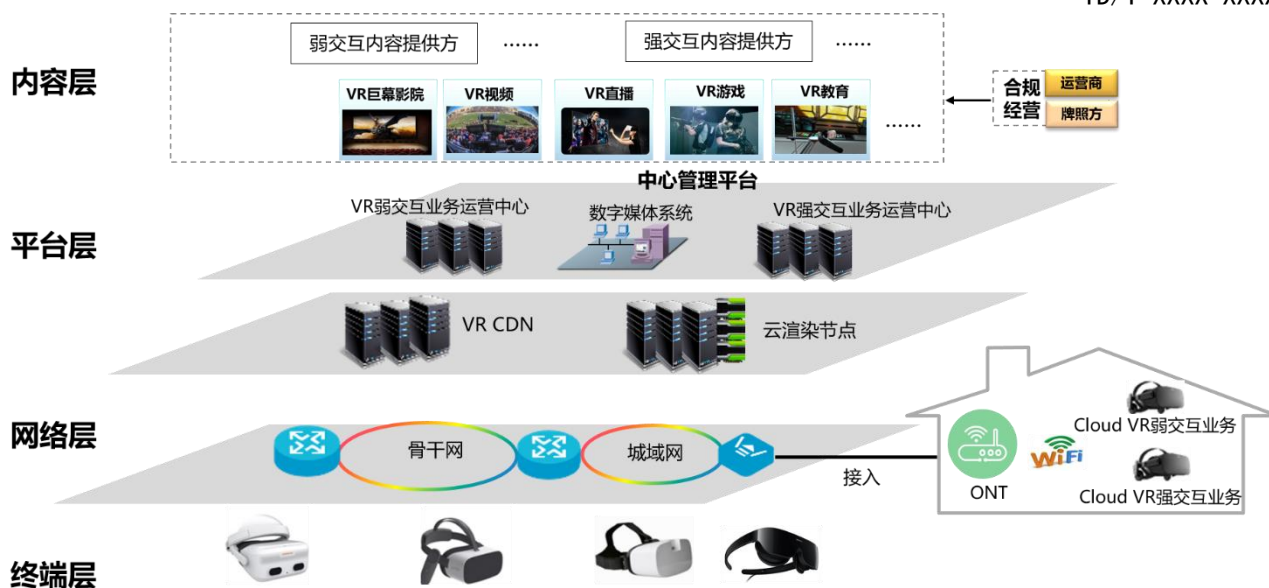 YD/T XXXX-XXXX
弱交互内容提供方 ……
强交互内容提供方 ……
内容层
VR巨幕影院
VR视频
VR直播
VR游戏
VR教育
……
合规经营
运营商
牌照方
中心管理平台
VR弱交互业务运营中心
数字媒体系统
VR强交互业务运营中心
平台层
VR CDN
云渲染节点
网络层
骨干网
城域网
接入
ONT
WiFi
Cloud VR弱交互业务
Cloud VR强交互业务
终端层